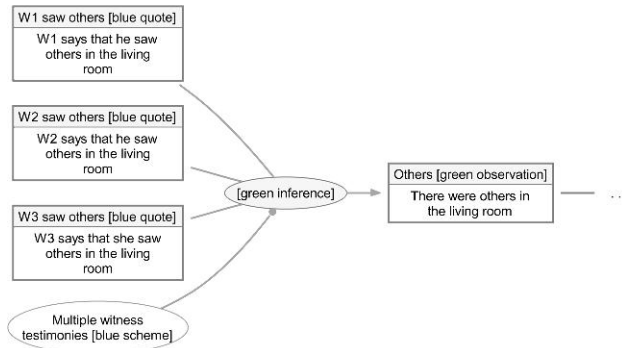 W1 saw others [blue quote]
W1 says that he saw
others in the living
room
W2 saw others [blue quote]
W2 says that he saw
others in the living
room
W3 saw others [blue quote]
W3 says that she saw
others in the living
room
Multiple witness
testimonies [blue scheme]
[green inference]
Others [green observation]
There were others in
the living room
. .